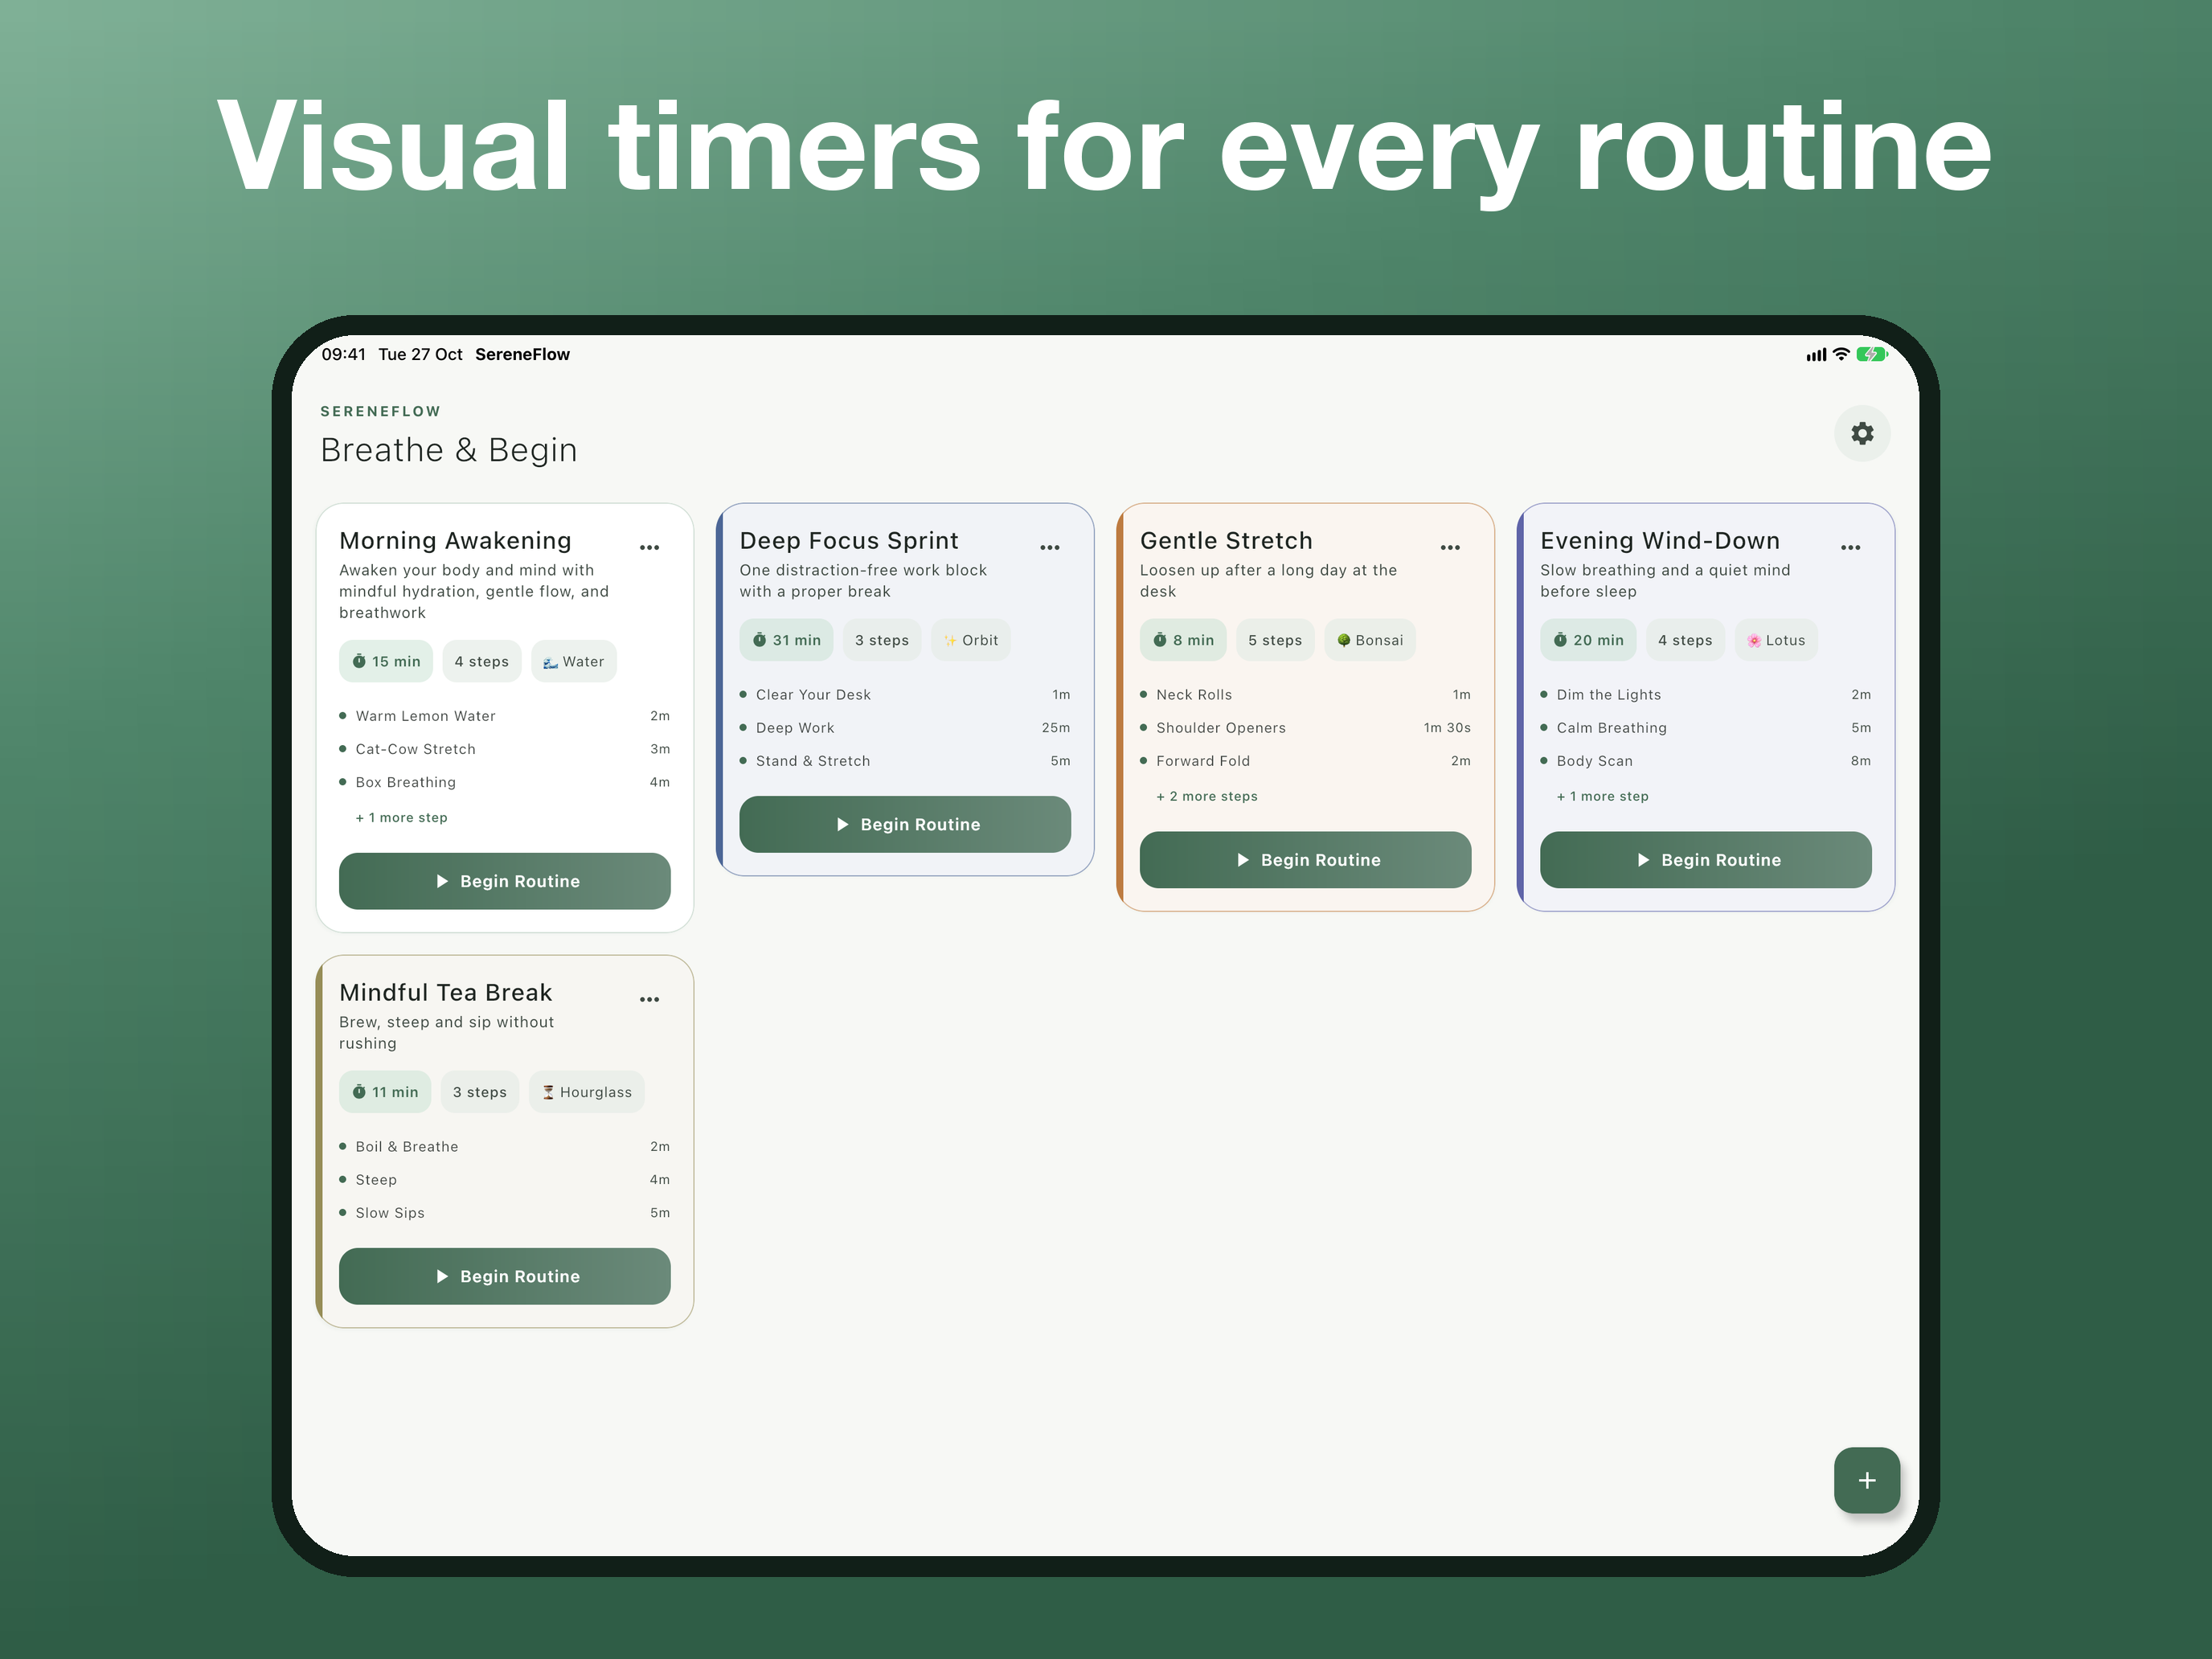 Visual timers for every routine
09:41 Tue 27 Oct SereneFlow
SERENEFLOW
Breathe & Begin
Morning Awakening
Awaken your body and mind with
mindful hydration, gentle flow, and
breathwork
15 min 4 steps Water
Warm Lemon Water 2m
Cat-Cow Stretch 3m
Box Breathing 4m
+ 1 more step
Begin Routine
Deep Focus Sprint
One distraction-free work block
with a proper break
31 min 3 steps Orbit
Clear Your Desk 1m
Deep Work 25m
Stand & Stretch 5m
Begin Routine
Gentle Stretch
Loosen up after a long day at the
desk
8 min 5 steps Bonsai
Neck Rolls 1m
Shoulder Openers 1m 30s
Forward Fold 2m
+ 2 more steps
Begin Routine
Evening Wind-Down
Slow breathing and a quiet mind
before sleep
20 min 4 steps Lotus
Dim the Lights 2m
Calm Breathing 5m
Body Scan 8m
+ 1 more step
Begin Routine
Mindful Tea Break
Brew, steep and sip without
rushing
11 min 3 steps Hourglass
Boil & Breathe 2m
Steep 4m
Slow Sips 5m
Begin Routine